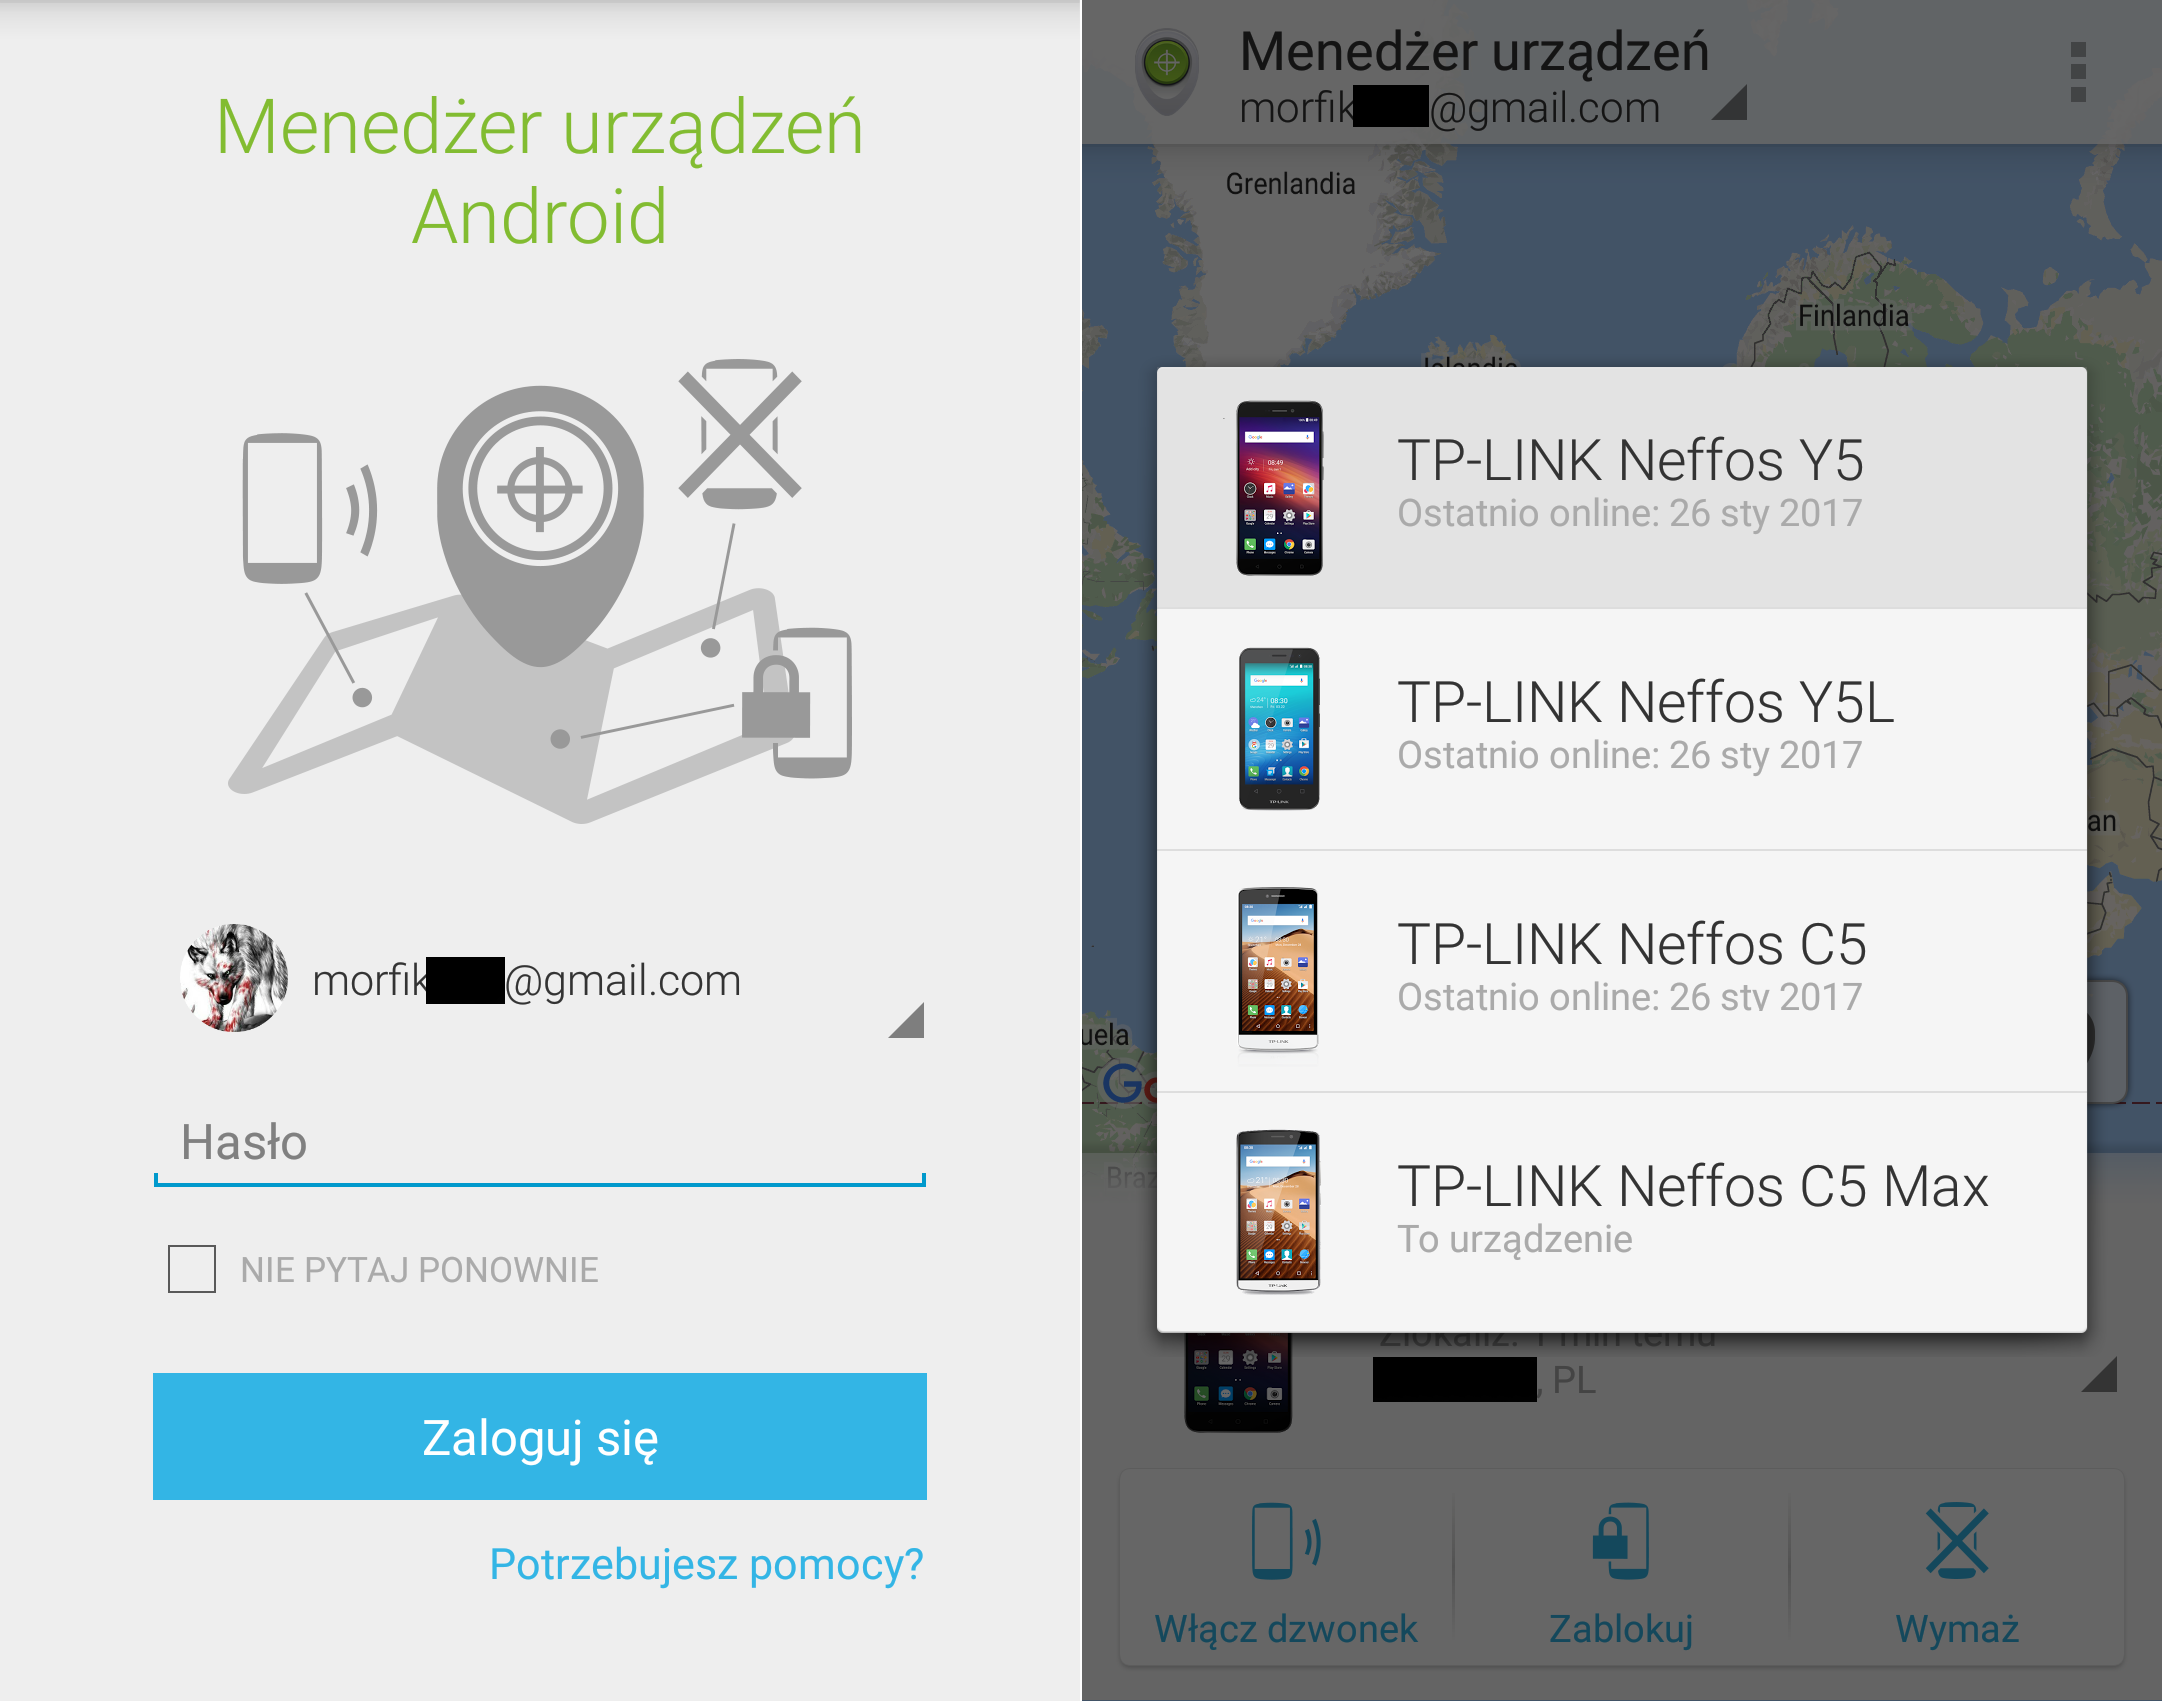 Menedżer urządzeń
Android
morfik @gmail.com
Hasło
NIE PYTAJ PONOWNIE
Zaloguj się
Potrzebujesz pomocy?
Menedżer urządzeń
morfik @gmail.com
Grenlandia
Finlandia
Islandia
TP-LINK Neffos Y5
Ostatnio online: 26 sty 2017
TP-LINK Neffos Y5L
Ostatnio online: 26 sty 2017
an
TP-LINK Neffos C5
Ostatnio online: 26 sty 2017
uela
Go
Braz
TP-LINK Neffos C5 Max
To urządzenie
Zlokaliz. 1 min temu
, PL
Włącz dzwonek
Zablokuj
Wymaż